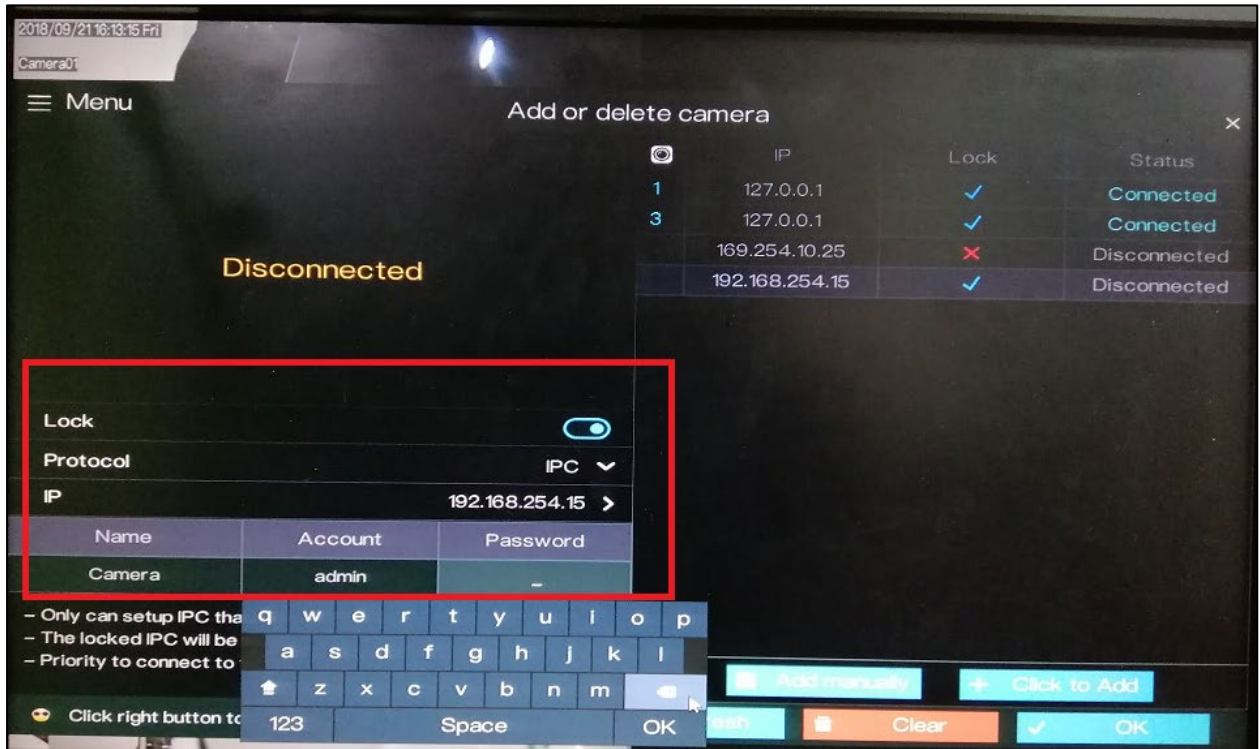 2018/09/21 16:13:15 Fri
Camera01
Menu
Add or delete camera
×
IP Lock Status
1 127.0.0.1 Connected
3 127.0.0.1 Connected
169.254.10.25 Disconnected
192.168.254.15 Disconnected
Disconnected
Lock
Protocol IPC
IP 192.168.254.15 >
Name Account Password
Camera admin _
– Only can setup IPC tha
– The locked IPC will be
– Priority to connect to
q w e r t y u i o p
a s d f g h j k l
z x c v b n m
123 Space OK
Add manually + Click to Add
Click right button to
esh Clear OK